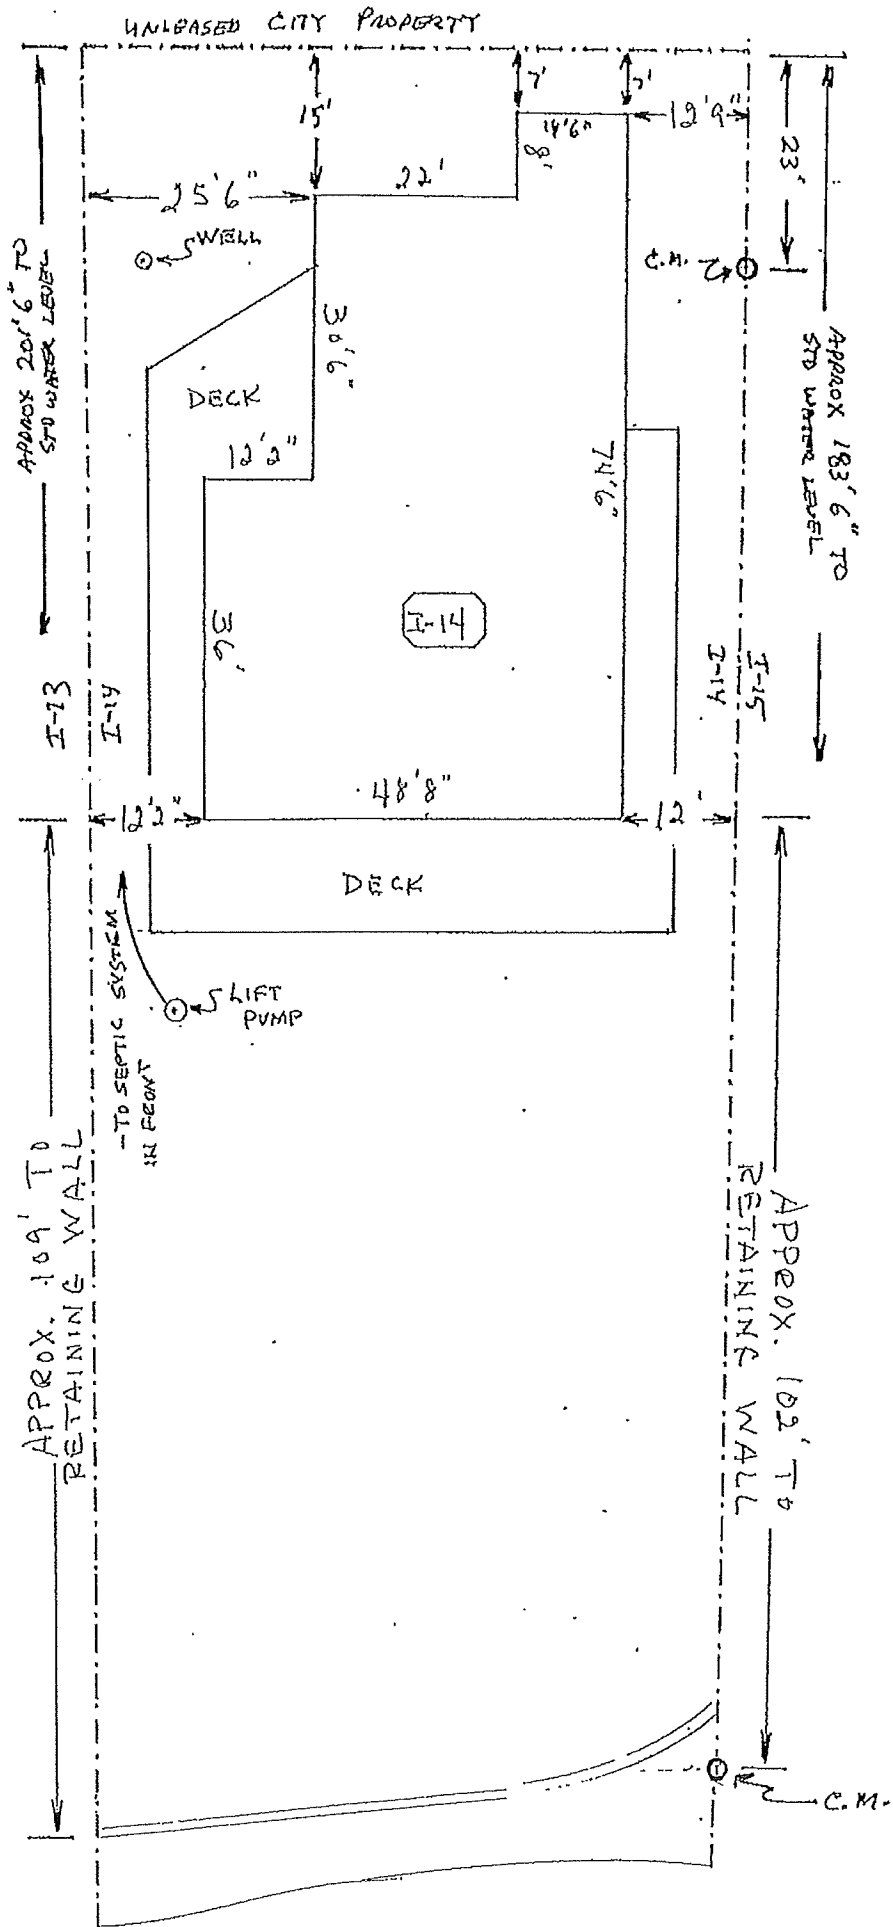 UNLEASED CITY PROPERTY
7'
7'
15'
14'6"
12'9"
23'
8'
22'
25'6"
WELL
C.M.
APPROX 201'6" TO
STD WATER LEVEL
APPROX 183'6" TO
STD WATER LEVEL
30'6"
DECK
12'2"
74'6"
I-14
36'
I-13
I-14
I-15
I-14
48'8"
12'2"
12'
DECK
LIFT
PUMP
-TO SEPTIC SYSTEM
IN FRONT
APPROX. 109' TO
RETAINING WALL
APPROX. 102' TO
RETAINING WALL
C.M.